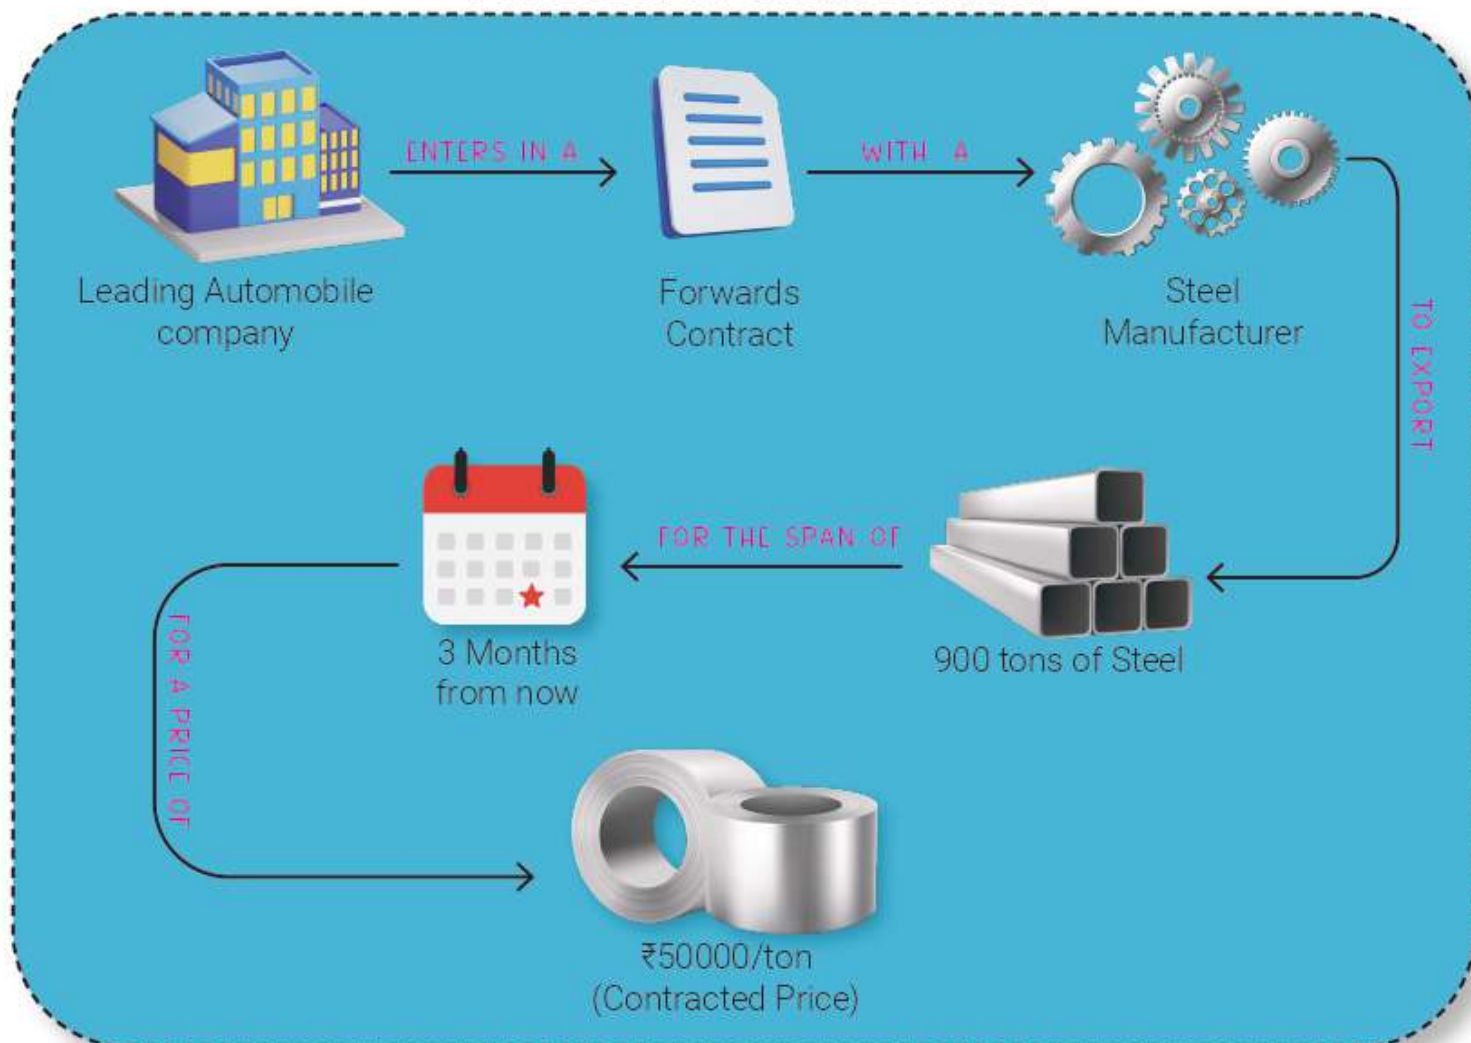 Leading Automobile
company
ENTERS IN A
Forwards
Contract
WITH A
Steel
Manufacturer
TO EXPORT
900 tons of Steel
FOR THE SPAN OF
3 Months
from now
FOR A PRICE OF
₹50000/ton
(Contracted Price)